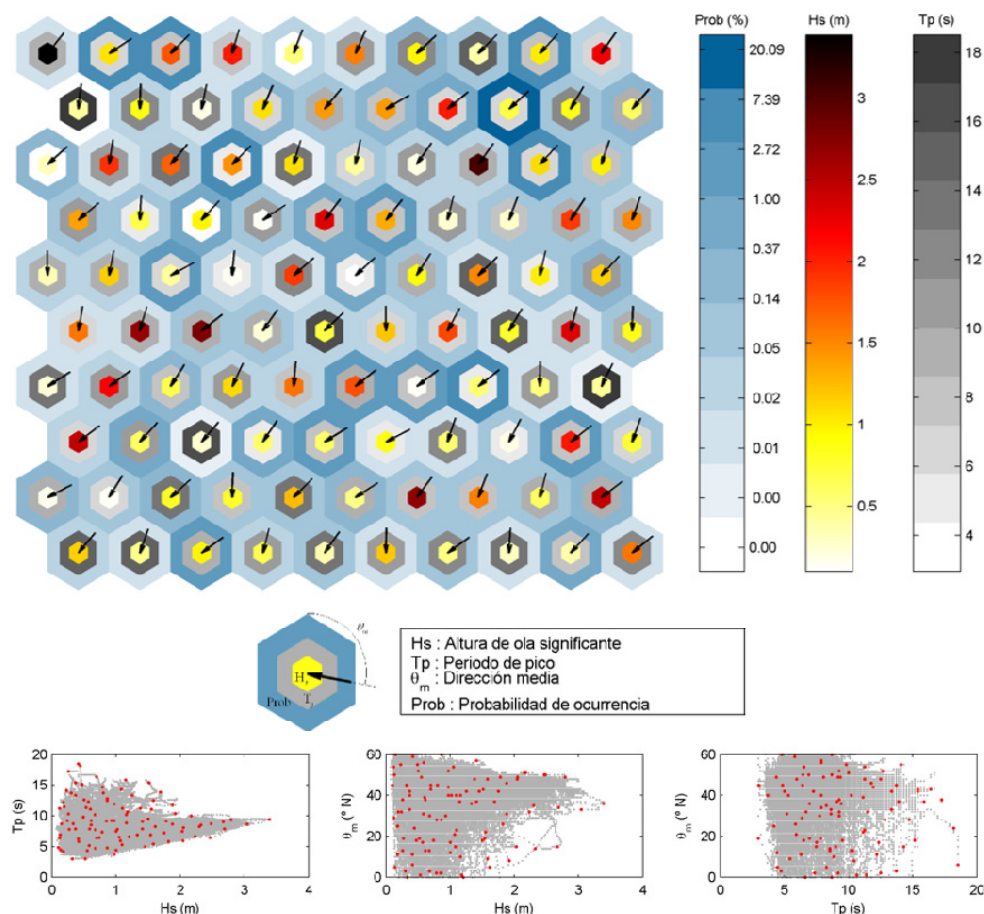 Prob (%)
Hs (m)
Tp (s)
20.09
7.39
2.72
1.00
0.37
0.14
0.05
0.02
0.01
0.00
0.00
3
2.5
2
1.5
1
0.5
18
16
14
12
10
8
6
4
θm
Hs
Tp
Prob
Hs : Altura de ola significante
Tp : Periodo de pico
θm : Dirección media
Prob : Probabilidad de ocurrencia
20
15
10
5
0
Tp (s)
0 1 2 3 4
Hs (m)
60
40
20
0
θm (° N)
0 1 2 3 4
Hs (m)
60
40
20
0
θm (° N)
0 5 10 15 20
Tp (s)